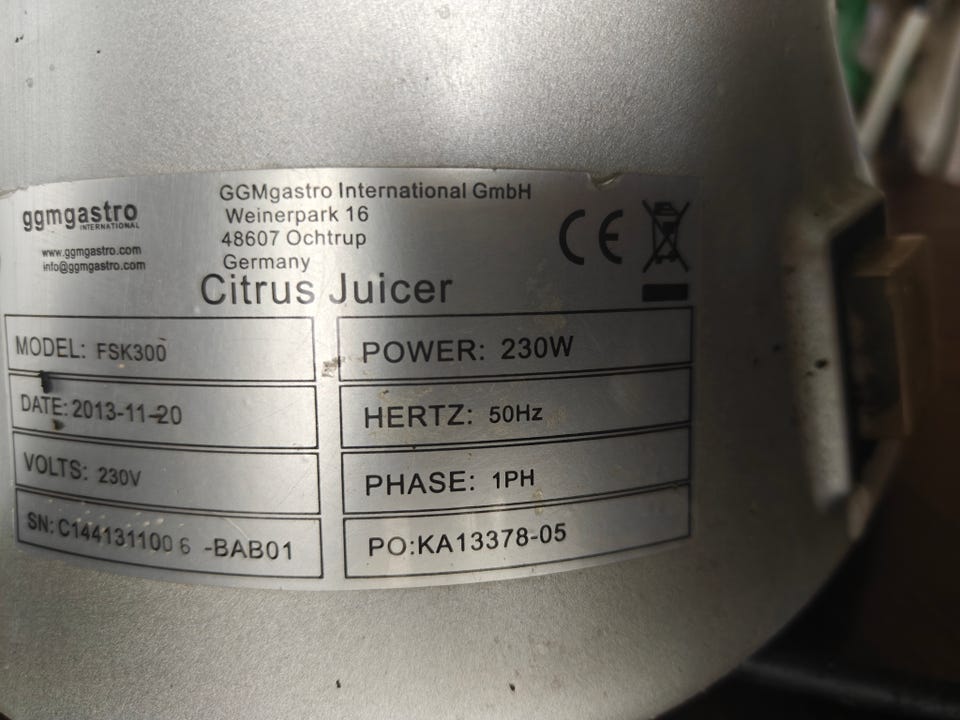 ggmgastro
INTERNATIONAL
www.ggmgastro.com
info@ggmgastro.com
GGMgastro International GmbH
Weinerpark 16
48607 Ochtrup
Germany
CE
Citrus Juicer
MODEL: FSK300
POWER: 230W
DATE: 2013-11-20
HERTZ: 50Hz
VOLTS: 230V
PHASE: 1PH
SN: C144131100 6 -BAB01
PO:KA13378-05